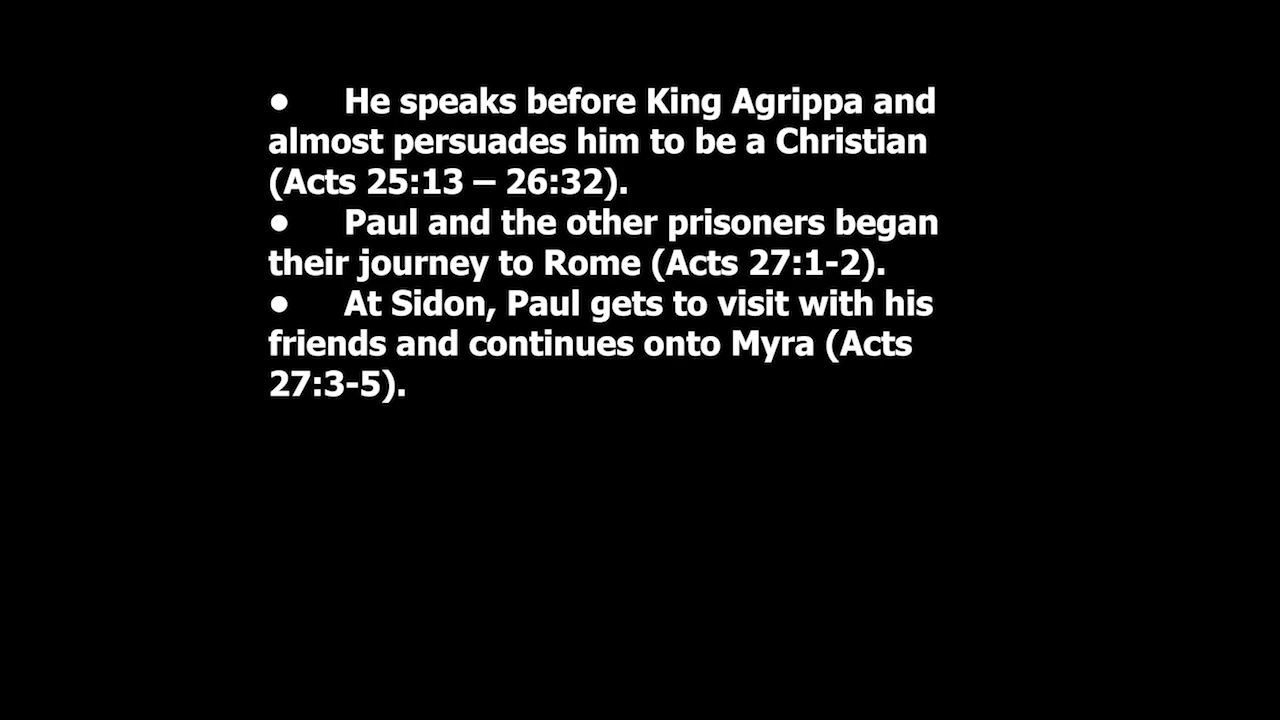 ● He speaks before King Agrippa and
almost persuades him to be a Christian
(Acts 25:13 – 26:32).
● Paul and the other prisoners began
their journey to Rome (Acts 27:1-2).
● At Sidon, Paul gets to visit with his
friends and continues onto Myra (Acts
27:3-5).